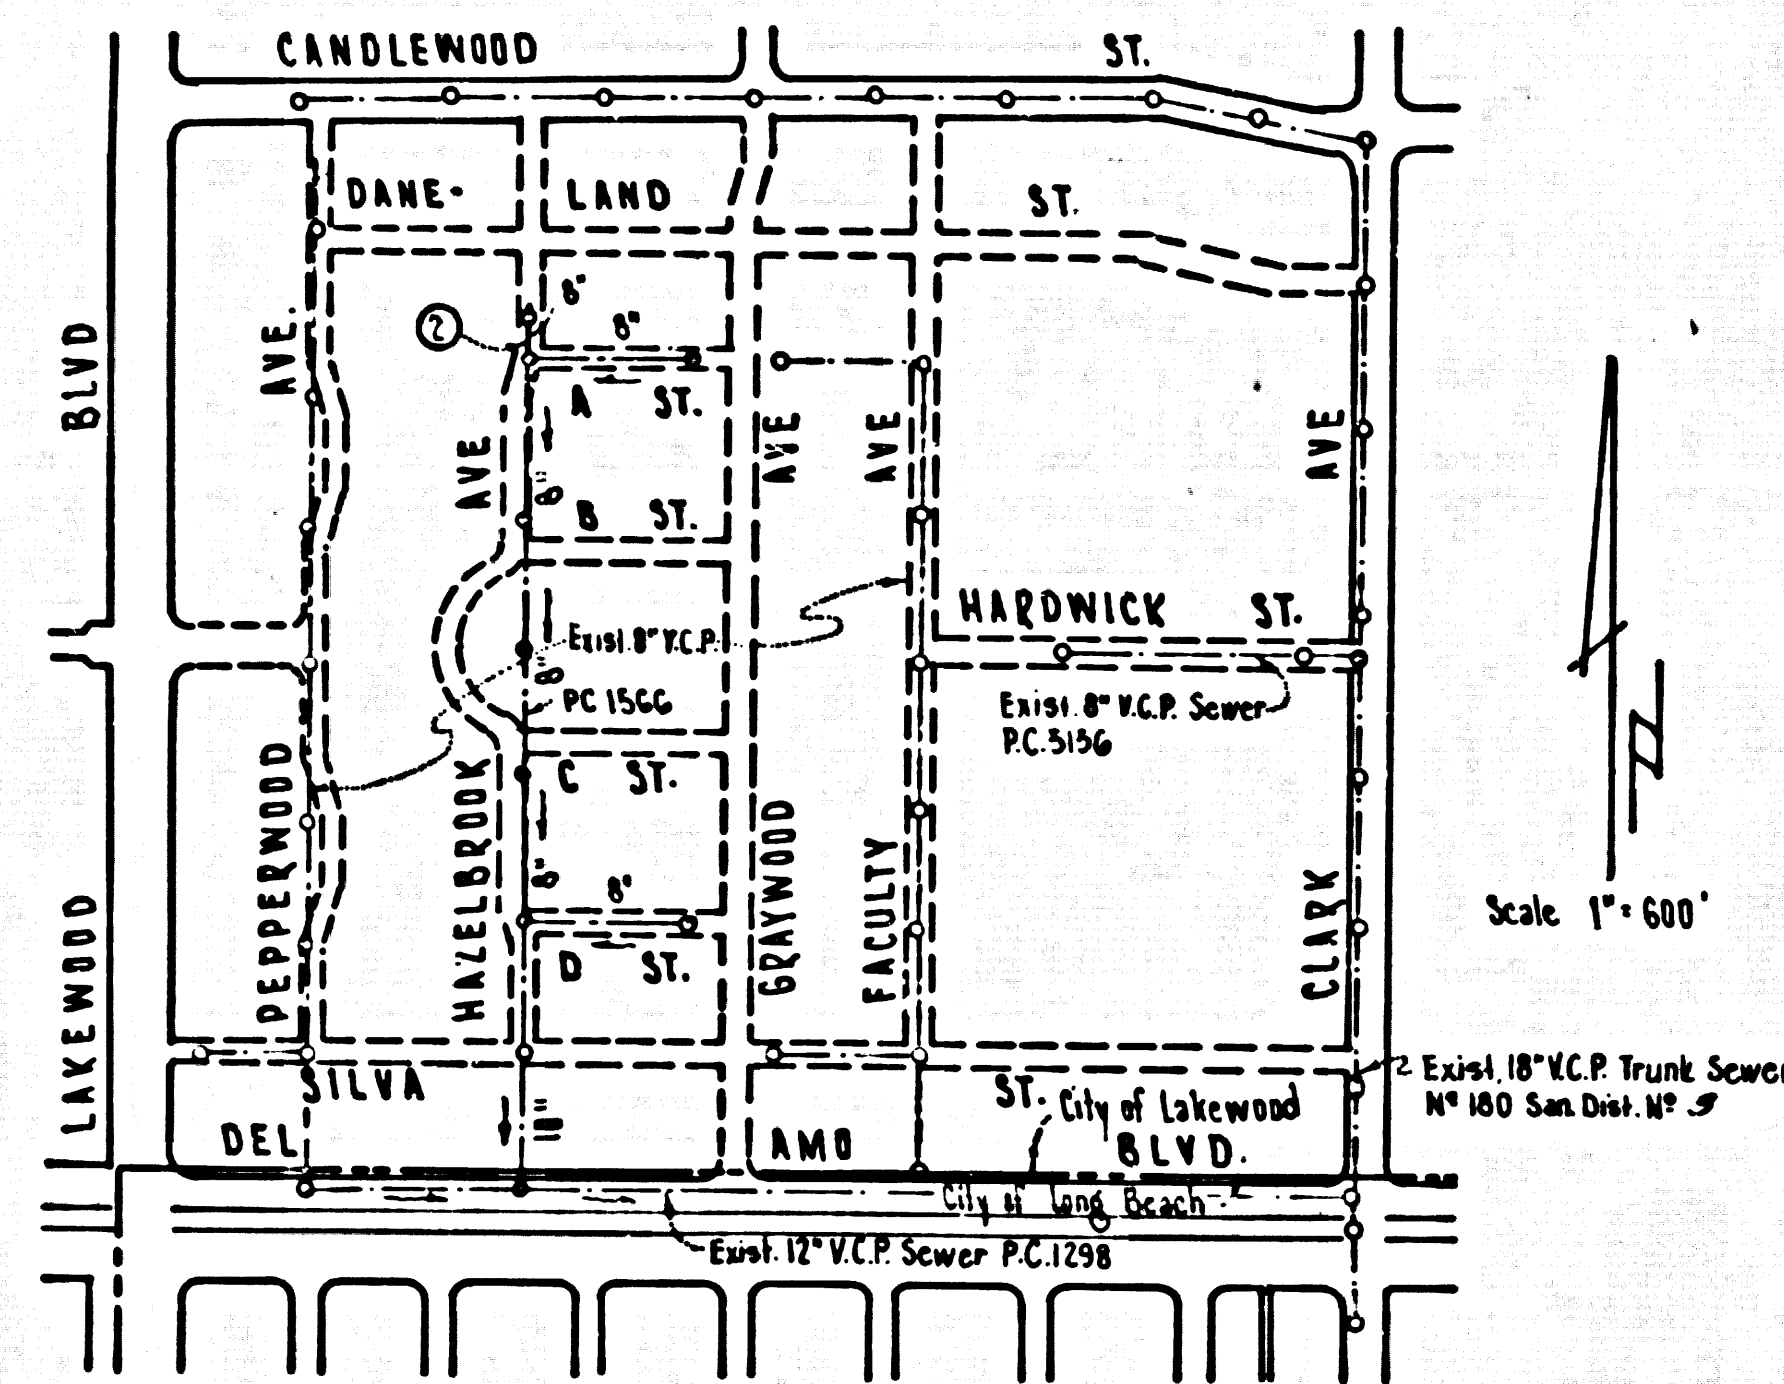 CANDLEWOOD ST.
DANE- LAND ST.
8"
2
8"
A ST.
AVE.
BLVD
AVE
AVE
AVE
AVE
8"
B ST.
HARDWICK ST.
Exist. 8" V.C.P.
8"
PC 1566
Exist. 8" V.C.P. Sewer
P.C. 3136
C ST.
PEPPERWOOD
HAZELBROOK
GRAYWOOD
FACULTY
CLARK
LAKEWOOD
8"
8"
D ST.
Scale 1" = 600'
N
SILVA ST.
Exist. 18" V.C.P. Trunk Sewer
Nº 180 San. Dist. Nº
City of Lakewood
DEL AMO BLVD.
City of Long Beach
Exist. 12" V.C.P. Sewer P.C. 1298